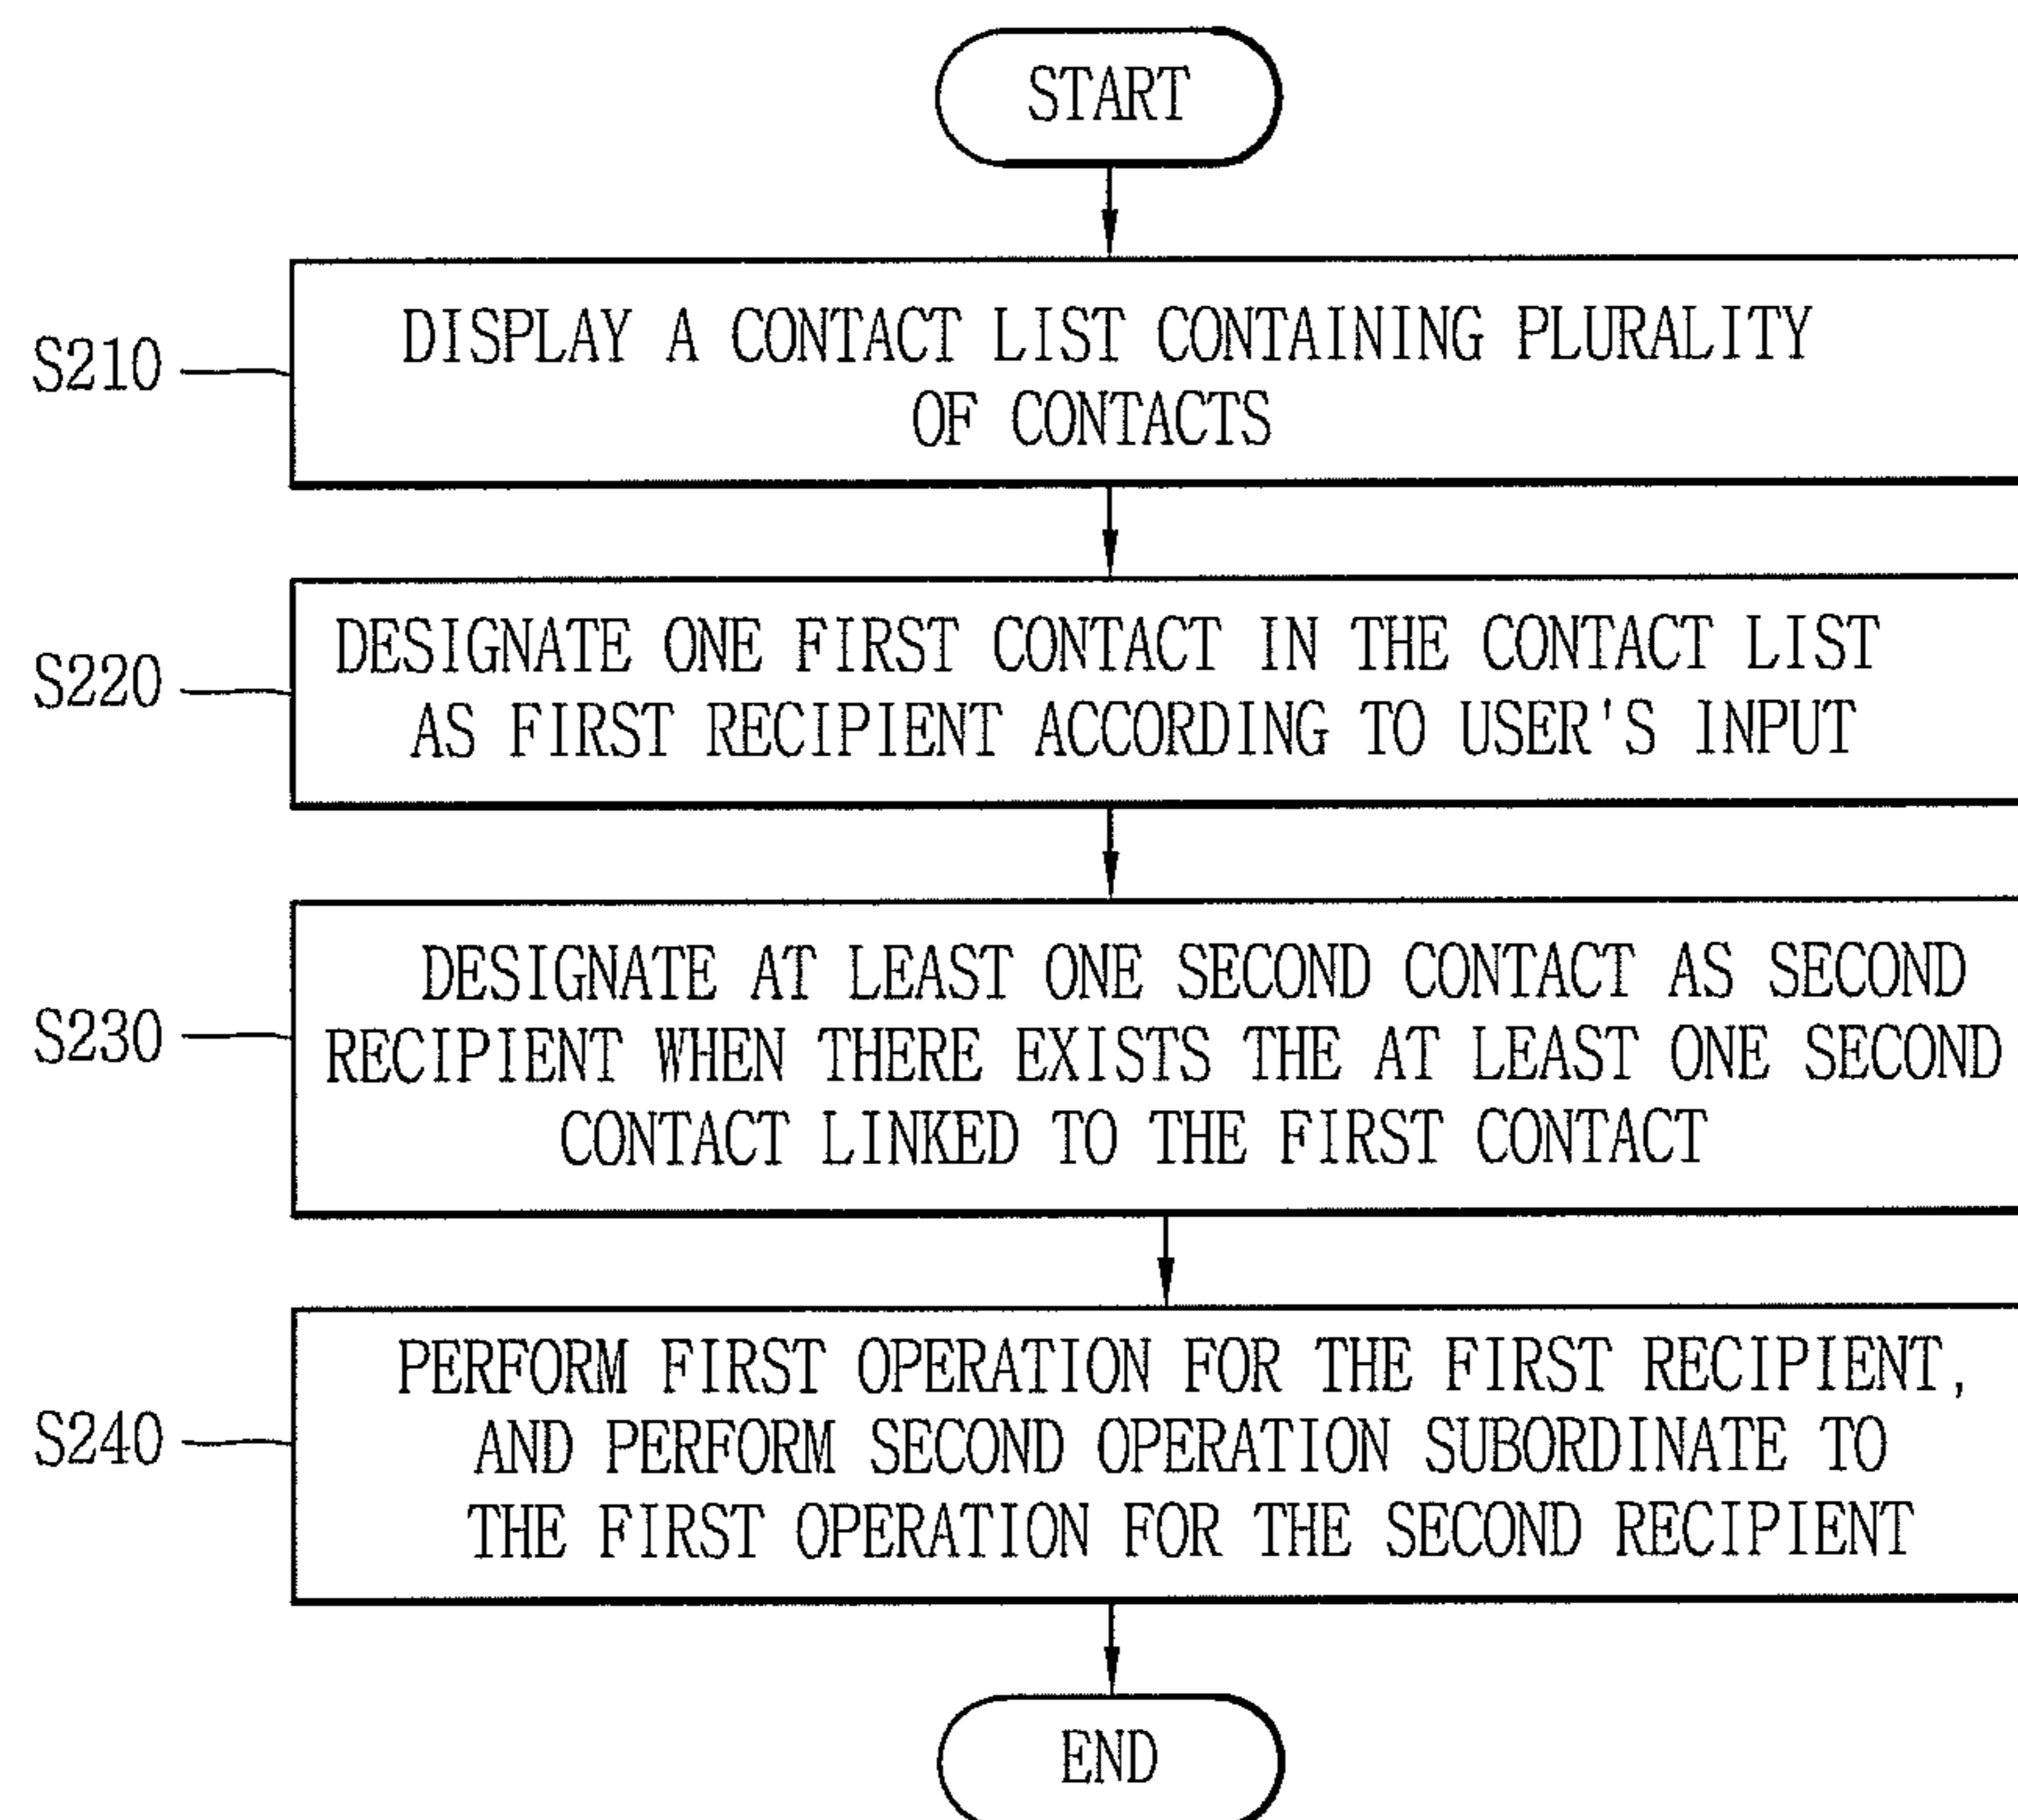 START
S210
DISPLAY A CONTACT LIST CONTAINING PLURALITY
OF CONTACTS
S220
DESIGNATE ONE FIRST CONTACT IN THE CONTACT LIST
AS FIRST RECIPIENT ACCORDING TO USER'S INPUT
S230
DESIGNATE AT LEAST ONE SECOND CONTACT AS SECOND
RECIPIENT WHEN THERE EXISTS THE AT LEAST ONE SECOND
CONTACT LINKED TO THE FIRST CONTACT
S240
PERFORM FIRST OPERATION FOR THE FIRST RECIPIENT,
AND PERFORM SECOND OPERATION SUBORDINATE TO
THE FIRST OPERATION FOR THE SECOND RECIPIENT
END